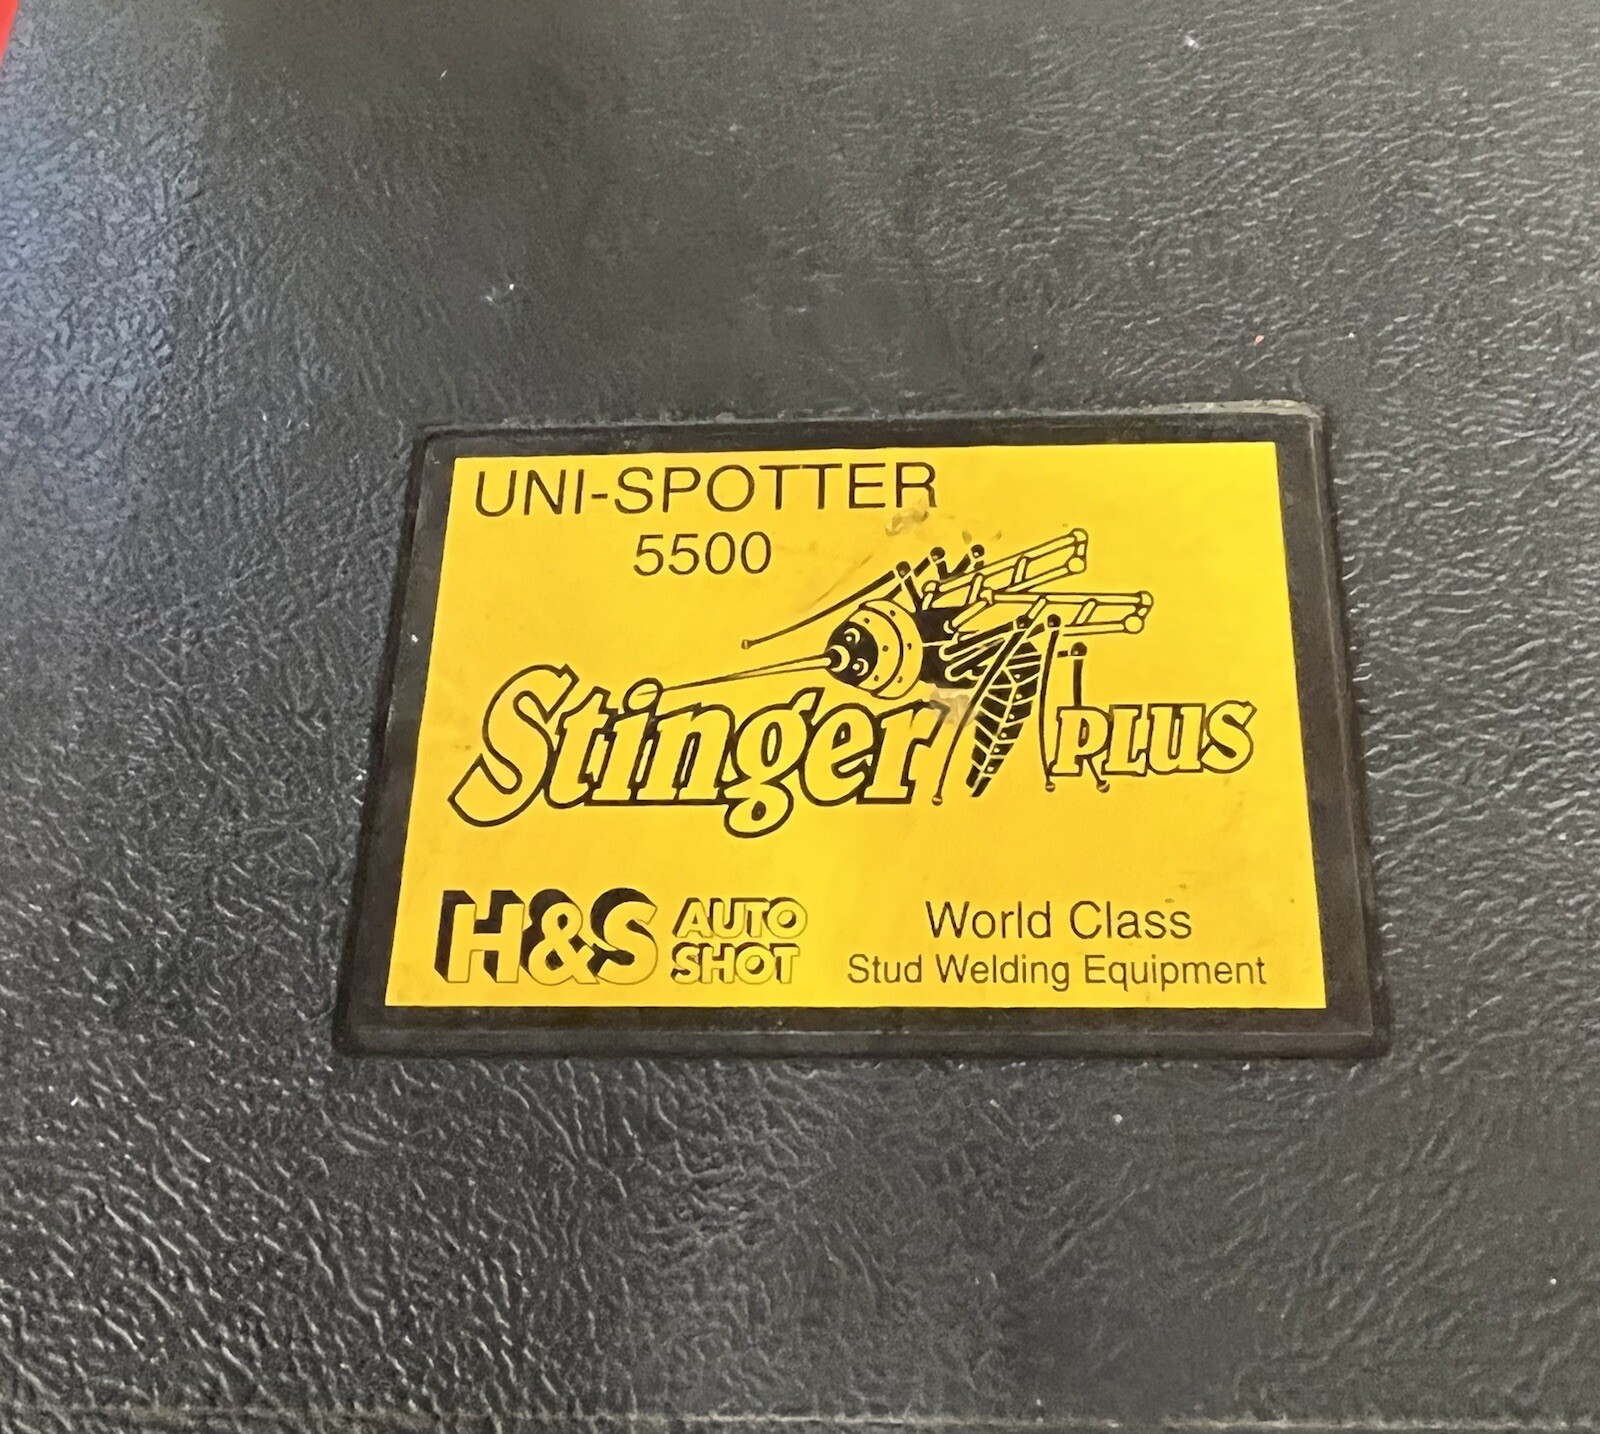 UNI-SPOTTER
5500
Stinger PLUS
H&S AUTO SHOT
World Class
Stud Welding Equipment